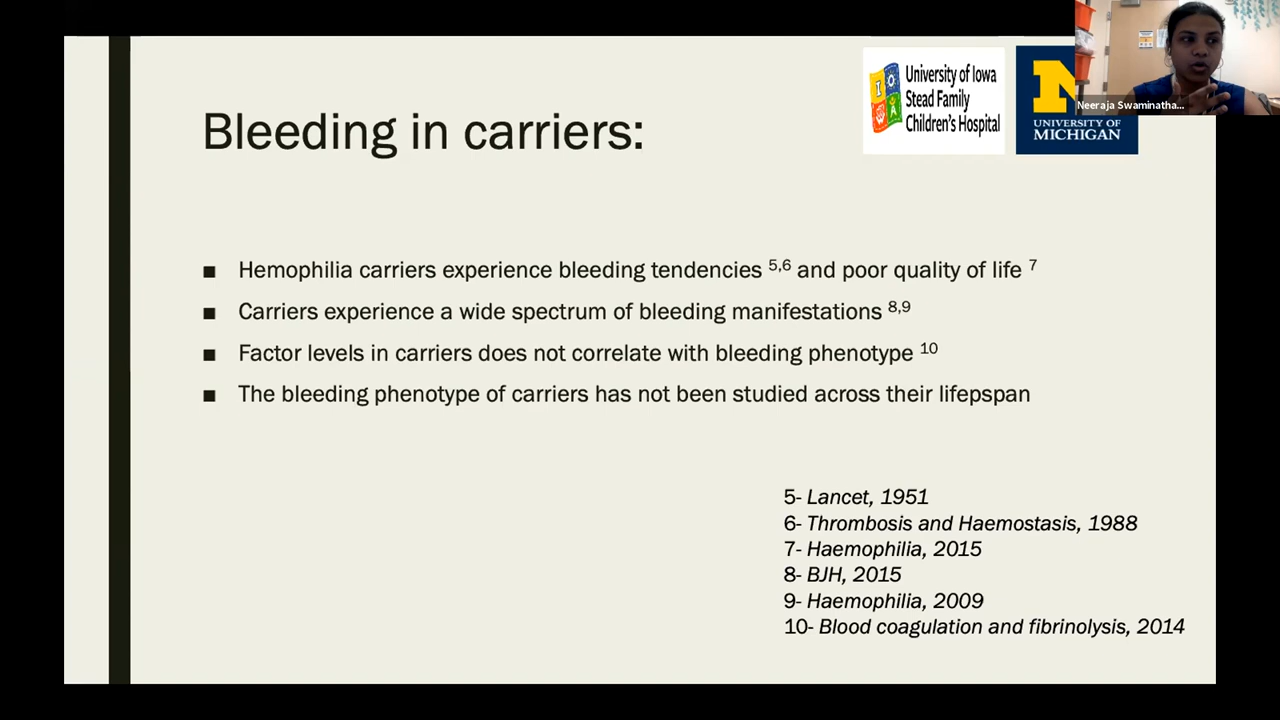 Bleeding in carriers:
University of Iowa
Stead Family
Children's Hospital
UNIVERSITY OF
MICHIGAN
Neeraja Swaminatha...
■ Hemophilia carriers experience bleeding tendencies 5,6 and poor quality of life 7
■ Carriers experience a wide spectrum of bleeding manifestations 8,9
■ Factor levels in carriers does not correlate with bleeding phenotype 10
■ The bleeding phenotype of carriers has not been studied across their lifepspan
5- Lancet, 1951
6- Thrombosis and Haemostasis, 1988
7- Haemophilia, 2015
8- BJH, 2015
9- Haemophilia, 2009
10- Blood coagulation and fibrinolysis, 2014